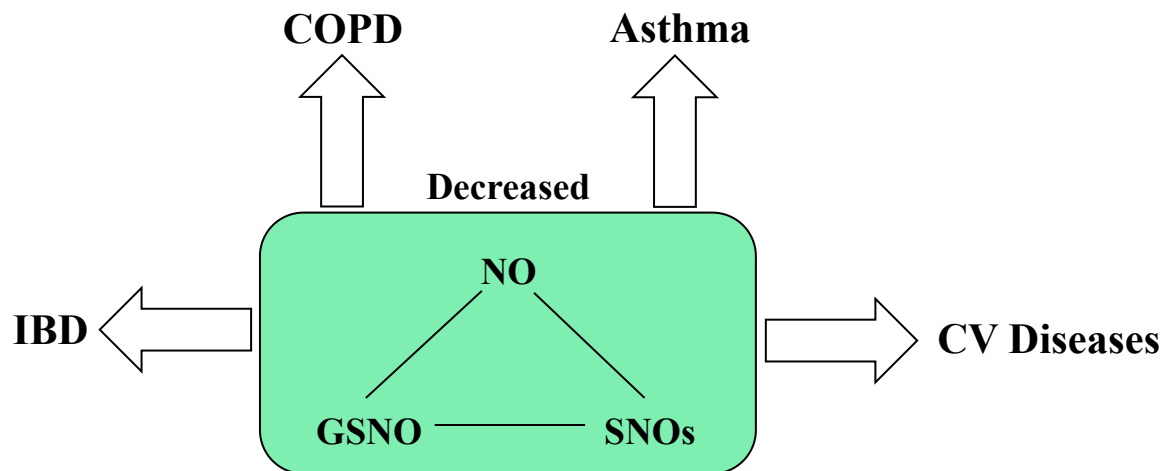 COPD
Asthma
Decreased
NO
IBD
CV Diseases
GSNO
SNOs